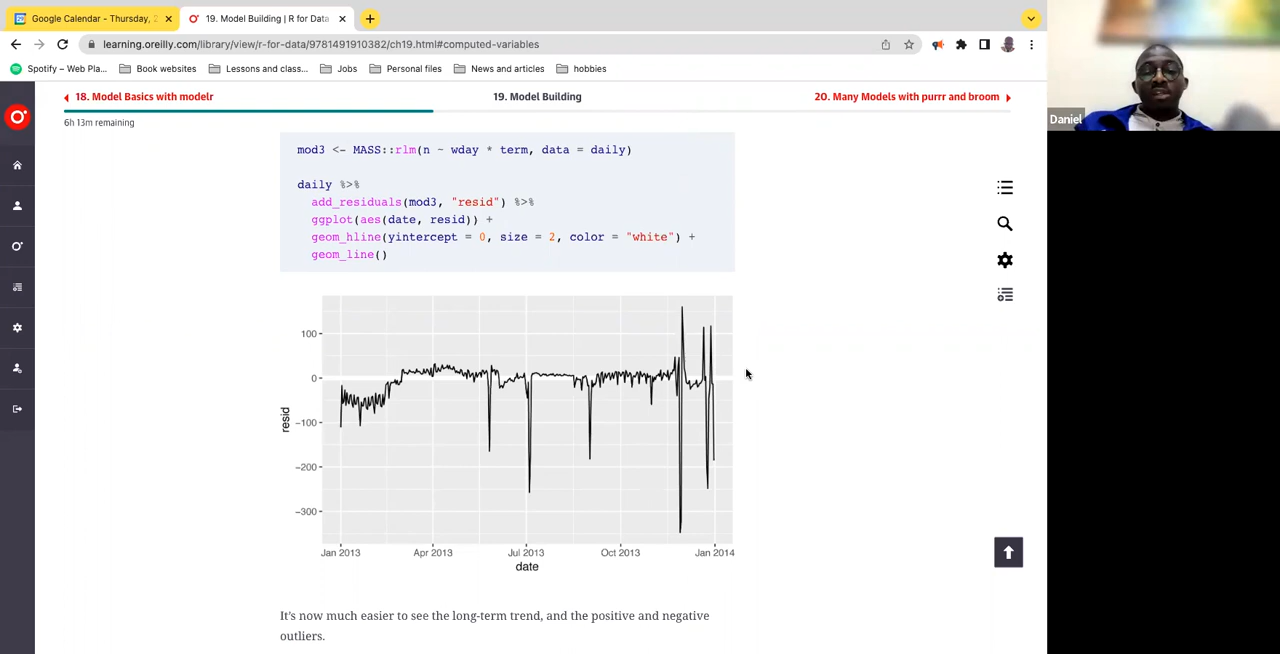 Google Calendar - Thursday, 2
19. Model Building | R for Data
learning.oreilly.com/library/view/r-for-data/9781491910382/ch19.html#computed-variables
Spotify – Web Pla...
Book websites
Lessons and class...
Jobs
Personal files
News and articles
hobbies
18. Model Basics with modelr
19. Model Building
20. Many Models with purrr and broom
6h 13m remaining
mod3 <- MASS::rlm(n ~ wday * term, data = daily)
daily %>%
add_residuals(mod3, "resid") %>%
ggplot(aes(date, resid)) +
geom_hline(yintercept = 0, size = 2, color = "white") +
geom_line()
100
0
-100
-200
-300
resid
Jan 2013
Apr 2013
Jul 2013
Oct 2013
Jan 2014
date
It's now much easier to see the long-term trend, and the positive and negative
outliers.
Daniel